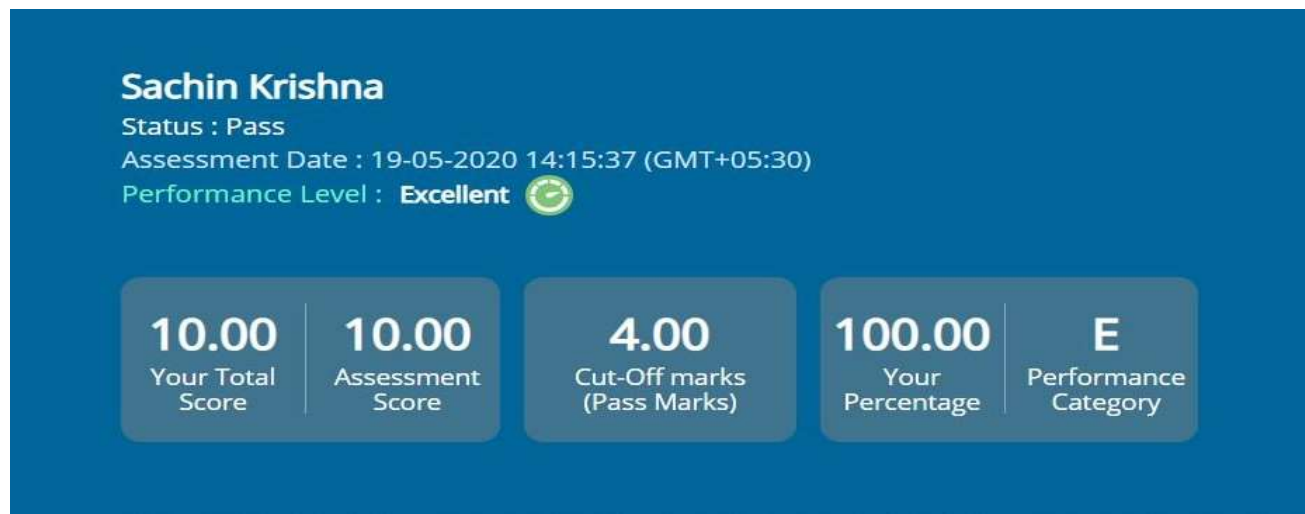 Sachin Krishna
Status : Pass
Assessment Date : 19-05-2020 14:15:37 (GMT+05:30)
Performance Level : Excellent
10.00
Your Total
Score
10.00
Assessment
Score
4.00
Cut-Off marks
(Pass Marks)
100.00
Your
Percentage
E
Performance
Category